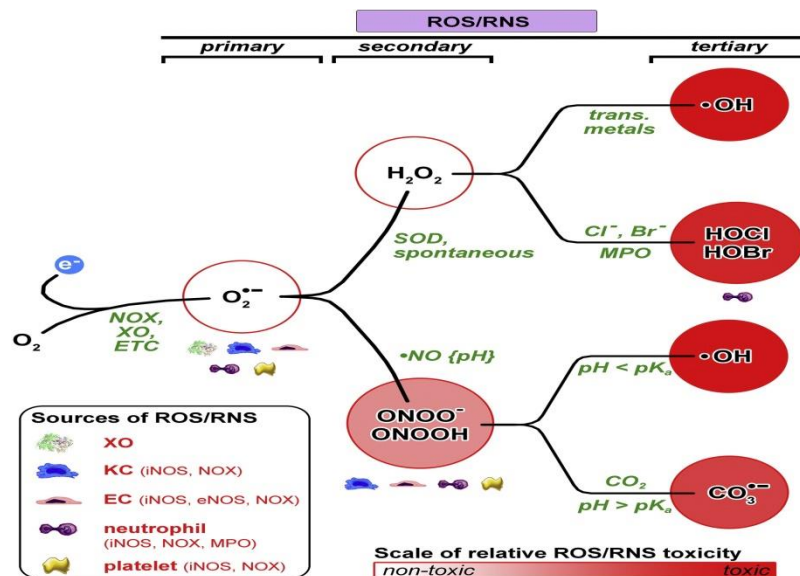 ROS/RNS
primary secondary tertiary
•OH
trans.
metals
H₂O₂
SOD,
spontaneous
Cl⁻, Br⁻
MPO
HOCl
HOBr
e⁻
O₂
NOX,
XO,
ETC
O₂•−
•NO {pH}
ONOO⁻
ONOOH
•OH
pH < pKₐ
CO₂
pH > pKₐ
CO₃•−
Sources of ROS/RNS
XO
KC (iNOS, NOX)
EC (iNOS, eNOS, NOX)
neutrophil
(iNOS, NOX, MPO)
platelet (iNOS, NOX)
Scale of relative ROS/RNS toxicity
non-toxic toxic